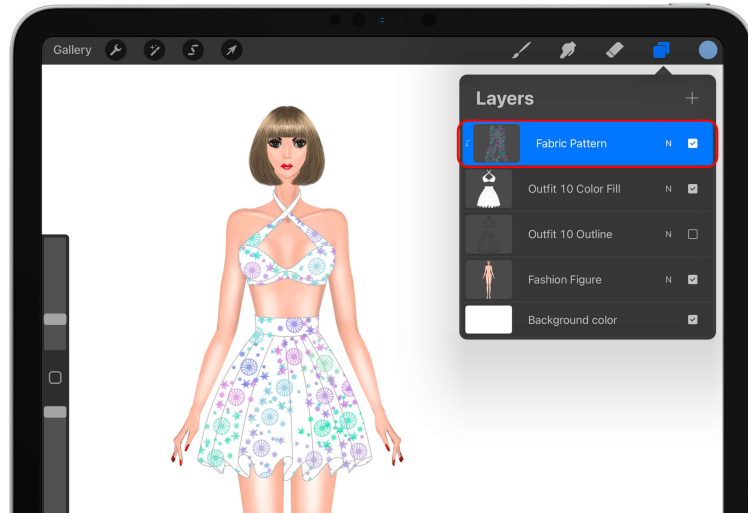 Gallery
Layers
Fabric Pattern N
Outfit 10 Color Fill N
Outfit 10 Outline N
Fashion Figure N
Background color